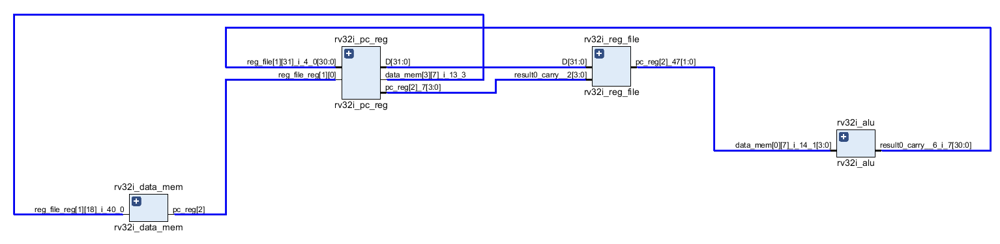 rv32i_pc_reg
reg_file[1][31]_i_4_0[30:0]
D[31:0]
reg_file_reg[1][0]
data_mem[3][7]_i_13_3
pc_reg[2]_7[3:0]
rv32i_pc_reg
rv32i_reg_file
D[31:0]
pc_reg[2]_47[1:0]
result0_carry__2[3:0]
rv32i_reg_file
rv32i_alu
data_mem[0][7]_i_14_1[3:0]
result0_carry__6_i_7[30:0]
rv32i_alu
rv32i_data_mem
reg_file_reg[1][18]_i_40_0
pc_reg[2]
rv32i_data_mem